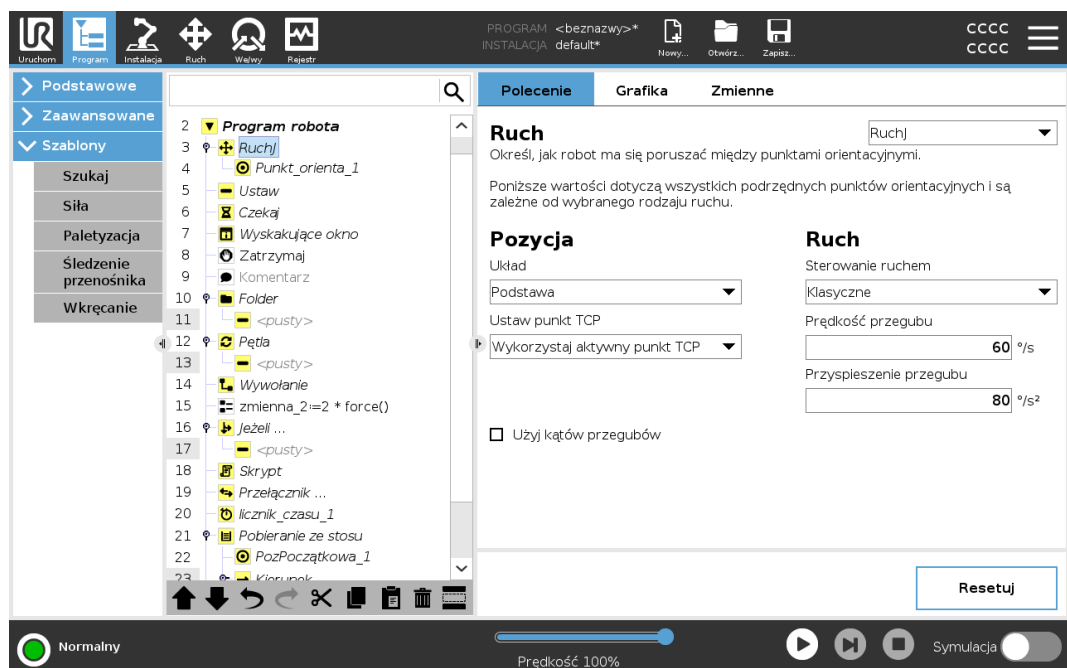 PROGRAM <beznazwy>*
INSTALACJA default*
CCCC
CCCC
Uruchom Program Instalacja Ruch We/wy Rejestr Nowy... Otwórz... Zapisz...
Podstawowe
Zaawansowane
Szablony
Szukaj
Siła
Paletyzacja
Śledzenie
przenośnika
Wkręcanie
2 Program robota
3 RuchJ
4 Punkt_orienta_1
5 Ustaw
6 Czekaj
7 Wyskakujące okno
8 Zatrzymaj
9 Komentarz
10 Folder
11 <pusty>
12 Pętla
13 <pusty>
14 Wywołanie
15 zmienna_2:=2 * force()
16 Jeżeli ...
17 <pusty>
18 Skrypt
19 Przełącznik ...
20 licznik_czasu_1
21 Pobieranie ze stosu
22 PozPoczątkowa_1
23 Kierunek
Polecenie Grafika Zmienne
Ruch
RuchJ
Określ, jak robot ma się poruszać między punktami orientacyjnymi.
Poniższe wartości dotyczą wszystkich podrzędnych punktów orientacyjnych i są
zależne od wybranego rodzaju ruchu.
Pozycja
Układ
Podstawa
Ustaw punkt TCP
Wykorzystaj aktywny punkt TCP
Użyj kątów przegubów
Ruch
Sterowanie ruchem
Klasyczne
Prędkość przegubu
60 °/s
Przyspieszenie przegubu
80 °/s²
Resetuj
Normalny
Prędkość 100%
Symulacja